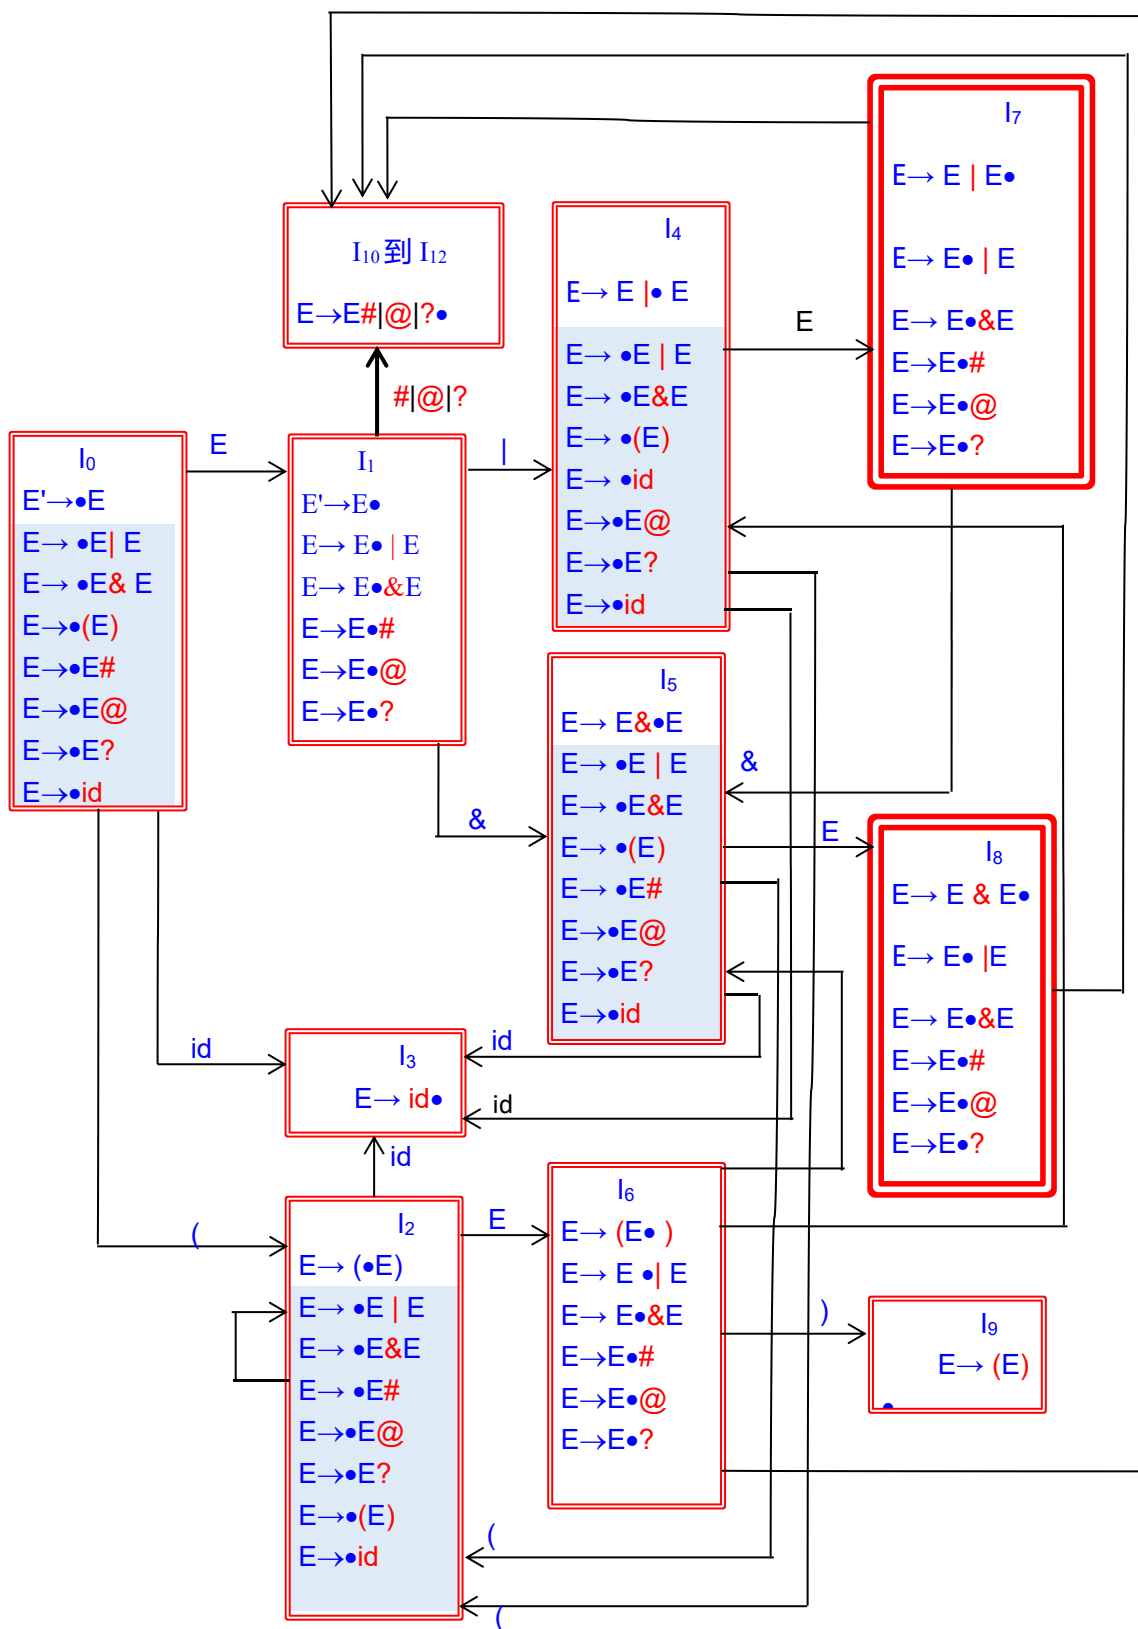 I10到 I12
E→E#|@|?•
#|@|?
I0
E'→•E
E→ •E| E
E→ •E& E
E→•(E)
E→•E#
E→•E@
E→•E?
E→•id
E
I1
E'→E•
E→ E• | E
E→ E•&E
E→E•#
E→E•@
E→E•?
|
&
I4
E→ E |• E
E→ •E | E
E→ •E&E
E→ •(E)
E→ •id
E→•E@
E→•E?
E→•id
E
I7
E→ E | E•
E→ E• | E
E→ E•&E
E→E•#
E→E•@
E→E•?
I5
E→ E&•E
E→ •E | E
E→ •E&E
E→ •(E)
E→ •E#
E→•E@
E→•E?
E→•id
&
E
I8
E→ E & E•
E→ E• |E
E→ E•&E
E→E•#
E→E•@
E→E•?
id
I3
E→ id•
id
id
id
(
I2
E→ (•E)
E→ •E | E
E→ •E&E
E→ •E#
E→•E@
E→•E?
E→•(E)
E→•id
E
I6
E→ (E• )
E→ E •| E
E→ E•&E
E→E•#
E→E•@
E→E•?
)
I9
E→ (E)
•
(
(